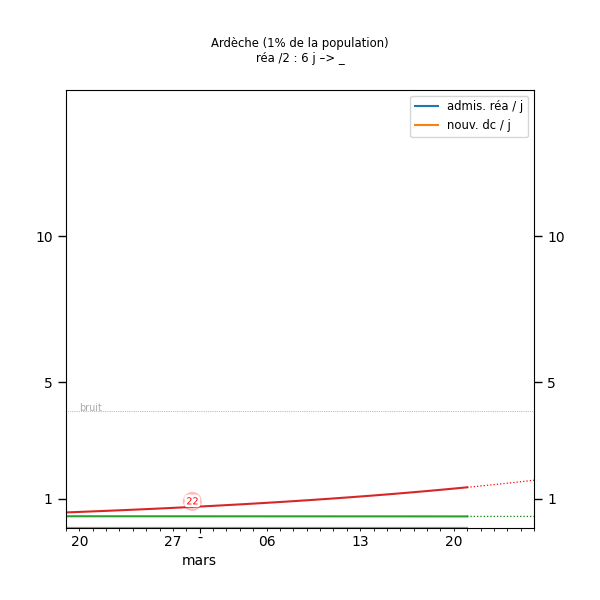 Ardèche (1% de la population)
réa /2 : 6 j –> _
admis. réa / j
nouv. dc / j
10
10
5
5
bruit
22
1
1
20
27
-
06
13
20
mars